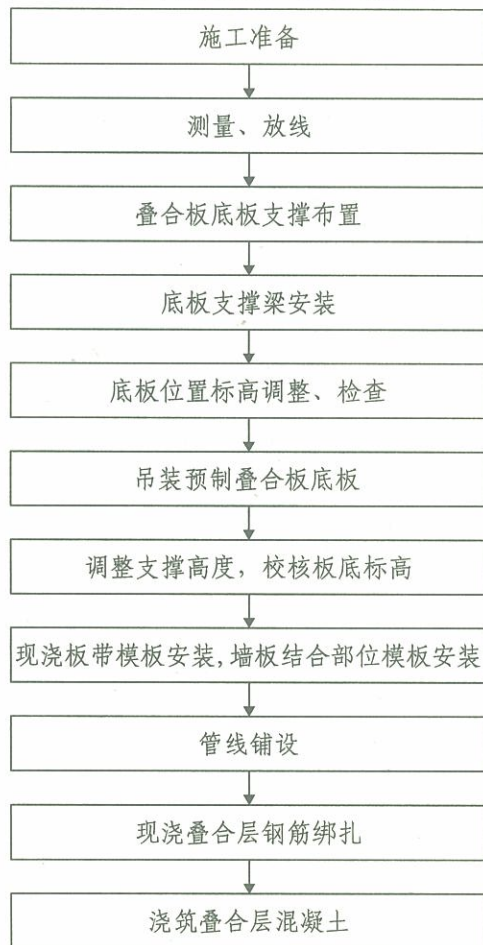 施工准备
测量、放线
叠合板底板支撑布置
底板支撑梁安装
底板位置标高调整、检查
吊装预制叠合板底板
调整支撑高度，校核板底标高
现浇板带模板安装,墙板结合部位模板安装
管线铺设
现浇叠合层钢筋绑扎
浇筑叠合层混凝土